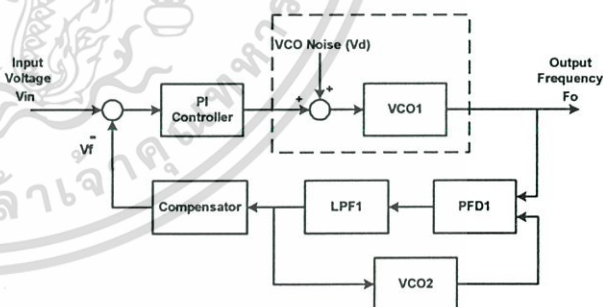 VCO Noise (Vd)
Input
Voltage
Vin
Output
Frequency
Fo
+
+
PI
Controller
VCO1
-
Vf
Compensator
LPF1
PFD1
VCO2